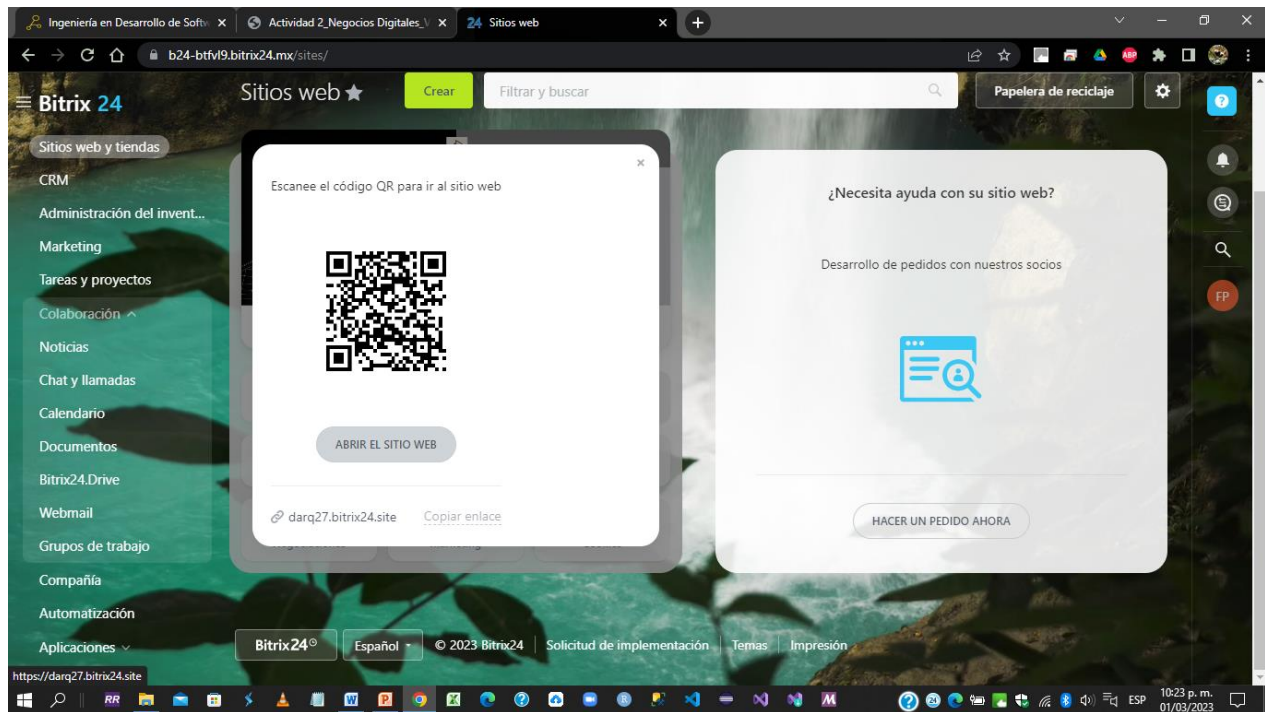 Ingeniería en Desarrollo de Softw
Actividad 2_Negocios Digitales_V
24 Sitios web
b24-btfvl9.bitrix24.mx/sites/
Bitrix 24
Sitios web
Crear
Filtrar y buscar
Papelera de reciclaje
Sitios web y tiendas
CRM
Administración del invent...
Marketing
Tareas y proyectos
Colaboración
Noticias
Chat y llamadas
Calendario
Documentos
Bitrix24.Drive
Webmail
Grupos de trabajo
Compañía
Automatización
Aplicaciones
Escanee el código QR para ir al sitio web
ABRIR EL SITIO WEB
darq27.bitrix24.site
Copiar enlace
¿Necesita ayuda con su sitio web?
Desarrollo de pedidos con nuestros socios
HACER UN PEDIDO AHORA
FP
ABP
Bitrix24
Español
© 2023 Bitrix24
Solicitud de implementación
Temas
Impresión
https://darq27.bitrix24.site
RR
ESP
10:23 p. m.
01/03/2023